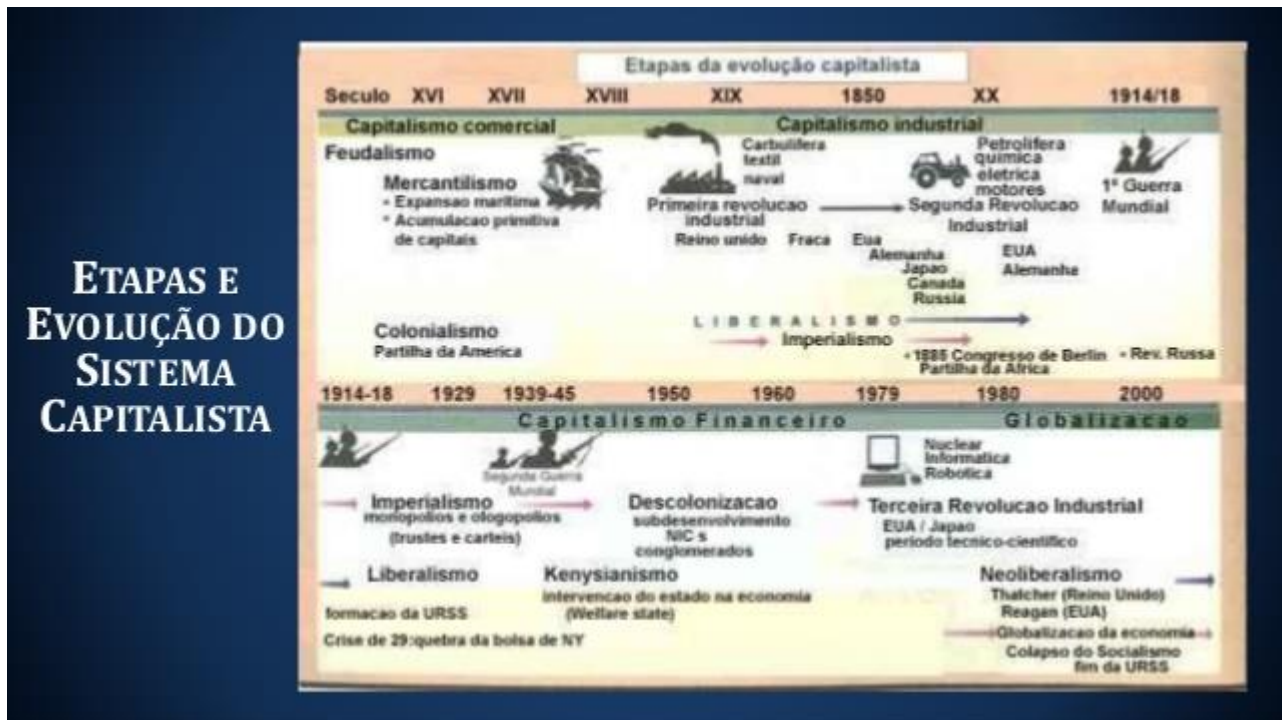 ETAPAS E
EVOLUÇÃO DO
SISTEMA
CAPITALISTA
Etapas da evolução capitalista
Seculo XVI XVII XVIII XIX 1850 XX 1914/18
Capitalismo comercial Capitalismo industrial
Feudalismo
Mercantilismo
• Expansao maritima
• Acumulacao primitiva
de capitais
Colonialismo
Partilha da America
Carbulifera
textil
naval
Primeira revolucao
industrial
Reino unido Fraca Eua
Alemanha
Japao
Canada
Russia
Petrolifera
quimica
eletrica
motores
Segunda Revolucao
Industrial
EUA
Alemanha
1º Guerra
Mundial
LIBERALISMO
Imperialismo
• 1885 Congresso de Berlin
Partilha da Africa
• Rev. Russa
1914-18 1929 1939-45 1950 1960 1979 1980 2000
Capitalismo Financeiro Globalizacao
Segunda Guerra
Mundial
Imperialismo
monopolios e ologopolios
(trustes e carteis)
Descolonizacao
subdesenvolvimento
NIC s
conglomerados
Nuclear
Informatica
Robotica
Terceira Revolucao Industrial
EUA / Japao
periodo tecnico-cientifico
Liberalismo
formacao da URSS
Crise de 29:quebra da bolsa de NY
Kenysianismo
intervencao do estado na economia
(Welfare state)
Neoliberalismo
Thatcher (Reino Unido)
Reagan (EUA)
Globalizacao da economia
Colapso do Socialismo
fim da URSS